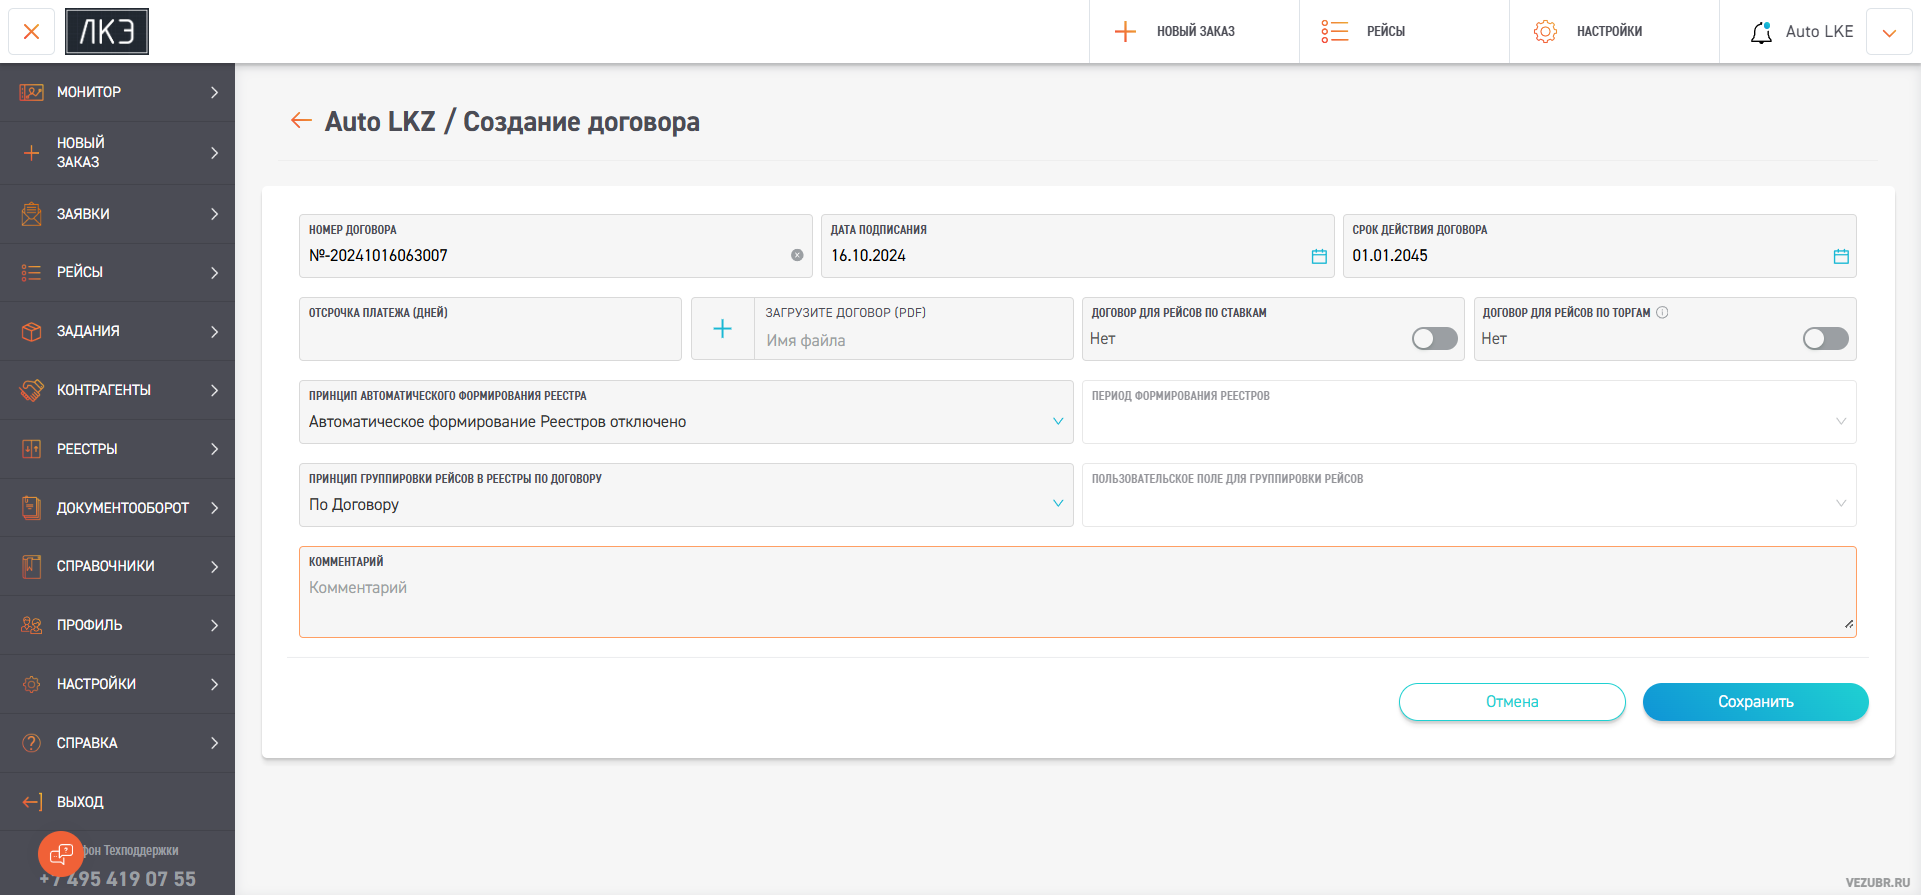 ЛКЭ
НОВЫЙ ЗАКАЗ
РЕЙСЫ
НАСТРОЙКИ
Auto LKE
МОНИТОР
НОВЫЙ
ЗАКАЗ
ЗАЯВКИ
РЕЙСЫ
ЗАДАНИЯ
КОНТРАГЕНТЫ
РЕЕСТРЫ
ДОКУМЕНТООБОРОТ
СПРАВОЧНИКИ
ПРОФИЛЬ
НАСТРОЙКИ
СПРАВКА
ВЫХОД
Техподдержки
+7 495 419 07 55
Auto LKZ / Создание договора
НОМЕР ДОГОВОРА
№-20241016063007
ДАТА ПОДПИСАНИЯ
16.10.2024
СРОК ДЕЙСТВИЯ ДОГОВОРА
01.01.2045
ОТСРОЧКА ПЛАТЕЖА (ДНЕЙ)
ЗАГРУЗИТЕ ДОГОВОР (PDF)
Имя файла
ДОГОВОР ДЛЯ РЕЙСОВ ПО СТАВКАМ
Нет
ДОГОВОР ДЛЯ РЕЙСОВ ПО ТОРГАМ
Нет
ПРИНЦИП АВТОМАТИЧЕСКОГО ФОРМИРОВАНИЯ РЕЕСТРА
Автоматическое формирование Реестров отключено
ПЕРИОД ФОРМИРОВАНИЯ РЕЕСТРОВ
ПРИНЦИП ГРУППИРОВКИ РЕЙСОВ В РЕЕСТРЫ ПО ДОГОВОРУ
По Договору
ПОЛЬЗОВАТЕЛЬСКОЕ ПОЛЕ ДЛЯ ГРУППИРОВКИ РЕЙСОВ
КОММЕНТАРИЙ
Комментарий
Отмена
Сохранить
VEZUBR.RU